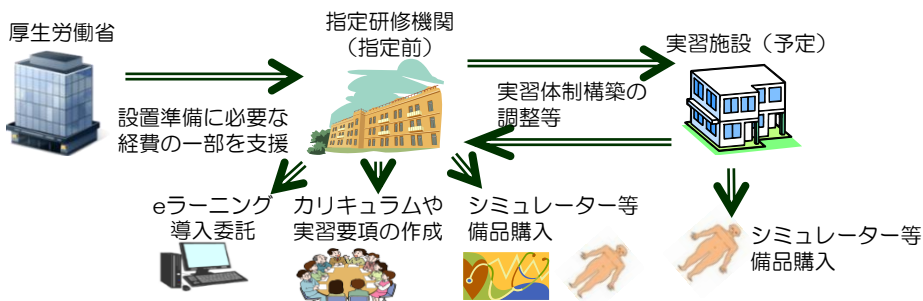 厚生労働省
設置準備に必要な
経費の一部を支援
指定研修機関
（指定前）
実習体制構築の
調整等
実習施設（予定）
eラーニング
導入委託
カリキュラムや
実習要項の作成
シミュレーター等
備品購入
シミュレーター等
備品購入